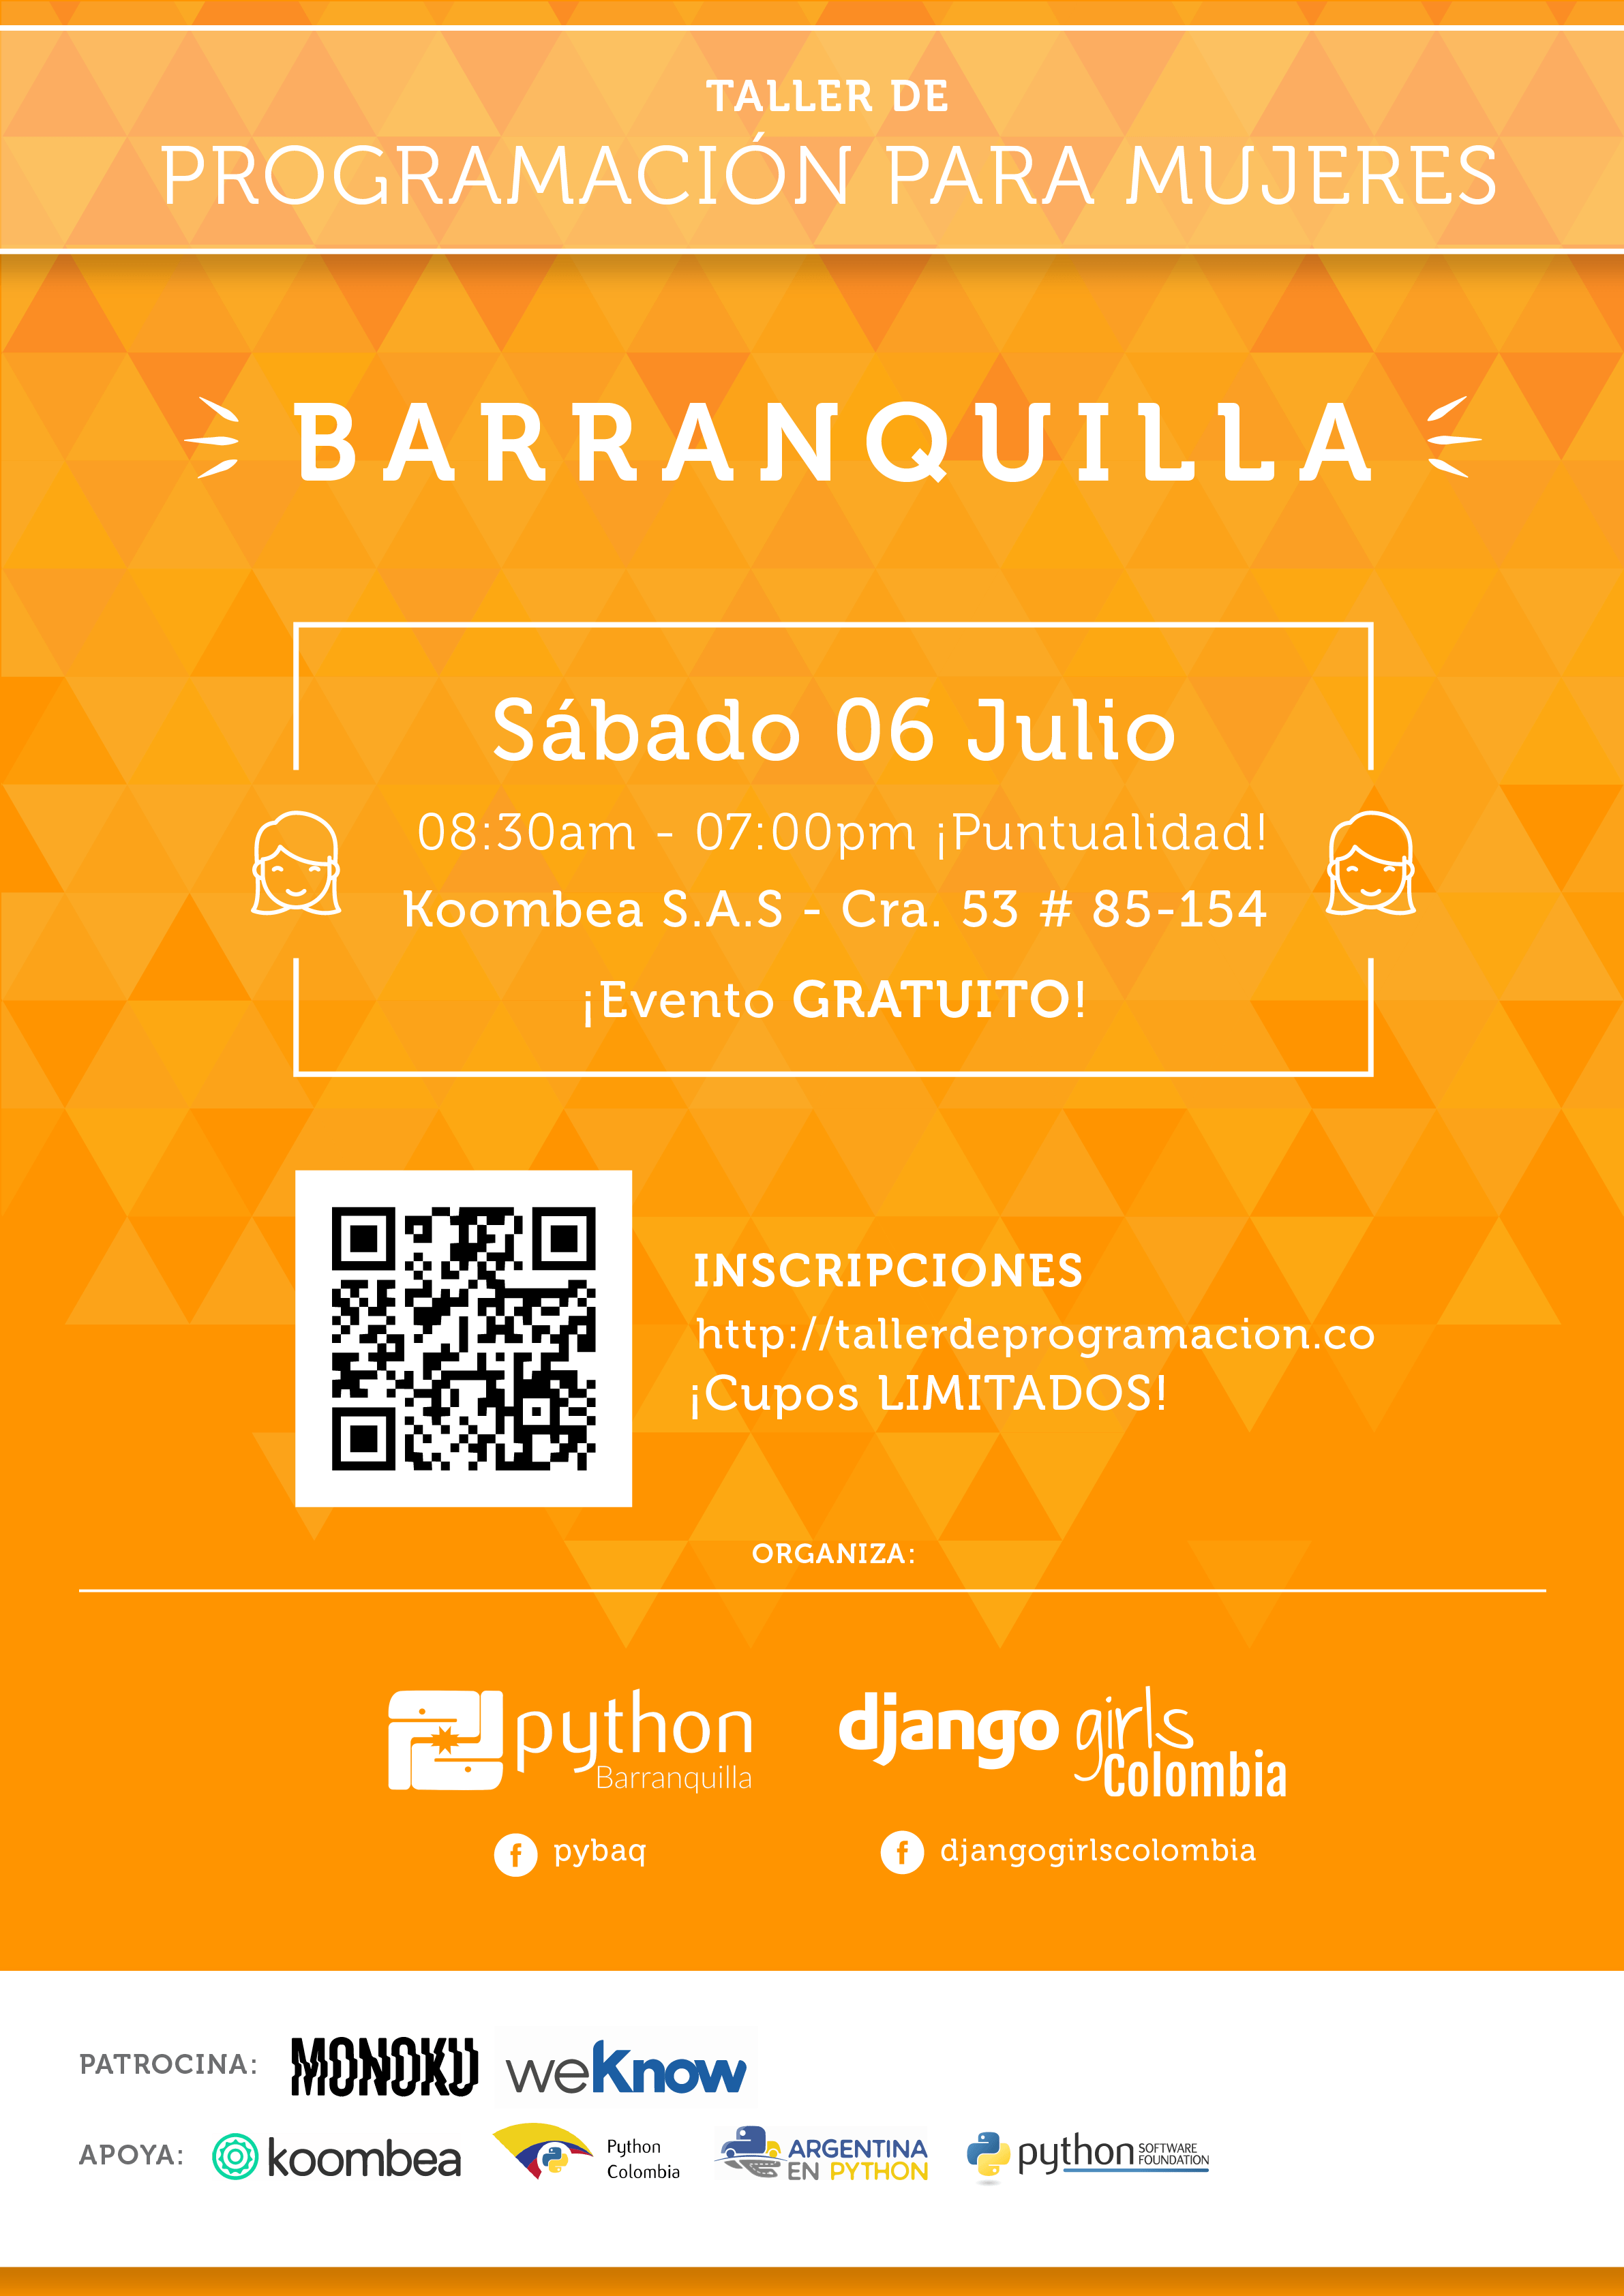 TALLER DE
PROGRAMACIÓN PARA MUJERES
BARRANQUILLA
Sábado 06 Julio
08:30am - 07:00pm ¡Puntualidad!
Koombea S.A.S - Cra. 53 # 85-154
¡Evento GRATUITO!
INSCRIPCIONES
http://tallerdeprogramacion.co
¡Cupos LIMITADOS!
ORGANIZA:
python
Barranquilla
django girls
Colombia
f pybaq
f djangogirlscolombia
PATROCINA: MONOKU weKnow
APOYA: koombea
Python
Colombia
ARGENTINA
EN PYTHON
python SOFTWARE
FOUNDATION